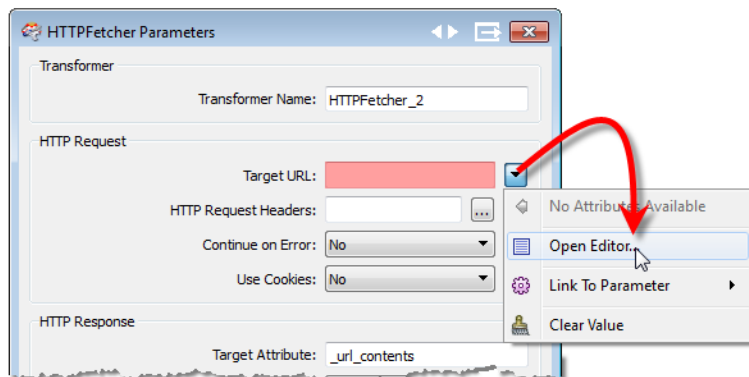 HTTPFetcher Parameters
Transformer
Transformer Name: HTTPFetcher_2
HTTP Request
Target URL:
HTTP Request Headers: ...
No Attributes Available
Continue on Error: No
Open Editor...
Use Cookies: No
Link To Parameter
HTTP Response
Clear Value
Target Attribute: _url_contents